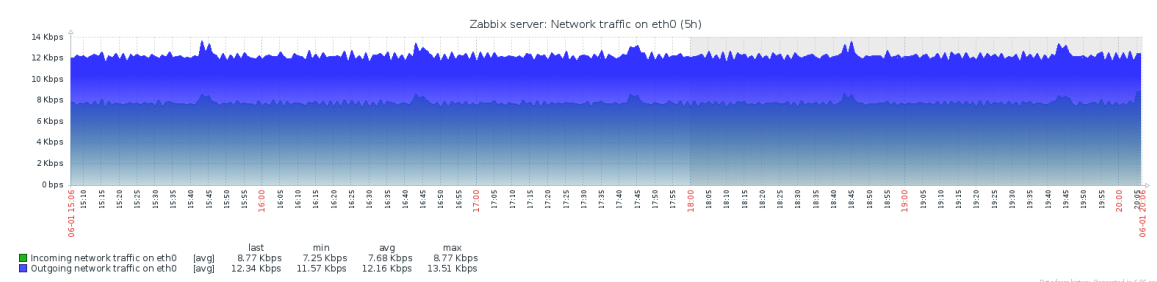 Zabbix server: Network traffic on eth0 (5h)
14 Kbps
12 Kbps
10 Kbps
8 Kbps
6 Kbps
4 Kbps
2 Kbps
0 bps
06-01 15:06 15:10 15:15 15:20 15:25 15:30 15:35 15:40 15:45 15:50 15:55 16:00 16:05 16:10 16:15 16:20 16:25 16:30 16:35 16:40 16:45 16:50 16:55 17:00 17:05 17:10 17:15 17:20 17:25 17:30 17:35 17:40 17:45 17:50 17:55 18:00 18:05 18:10 18:15 18:20 18:25 18:30 18:35 18:40 18:45 18:50 18:55 19:00 19:05 19:10 19:15 19:20 19:25 19:30 19:35 19:40 19:45 19:50 19:55 20:00 20:05 06-01 20:06
last min avg max
Incoming network traffic on eth0 [avg] 8.77 Kbps 7.25 Kbps 7.68 Kbps 8.77 Kbps
Outgoing network traffic on eth0 [avg] 12.34 Kbps 11.57 Kbps 12.16 Kbps 13.51 Kbps